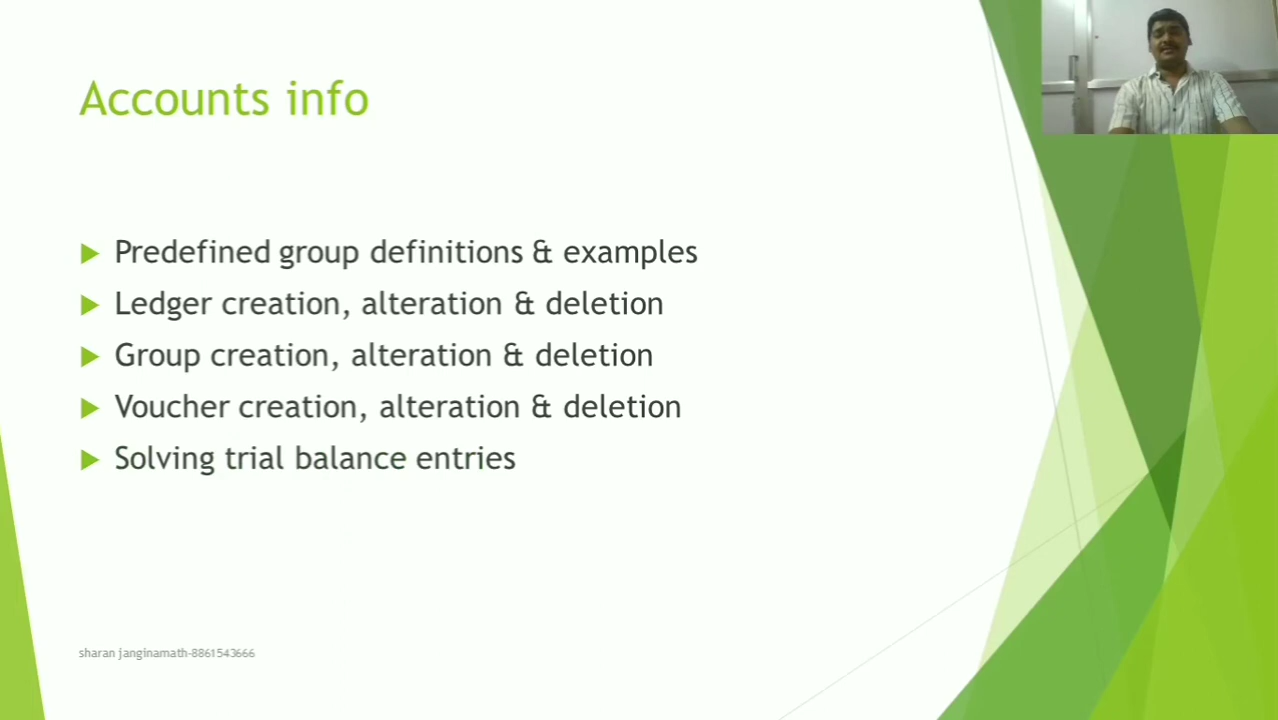 Accounts info
Predefined group definitions & examples
Ledger creation, alteration & deletion
Group creation, alteration & deletion
Voucher creation, alteration & deletion
Solving trial balance entries
sharan janginamath-8861543666